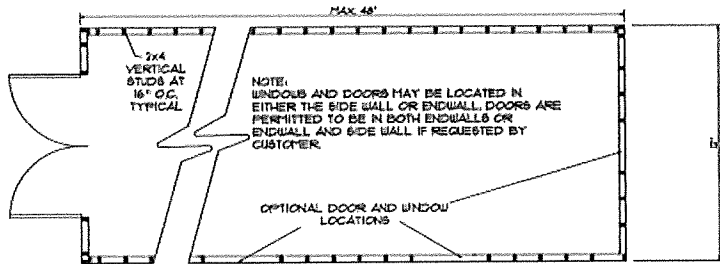 MAX. 48'
2x4
VERTICAL
STUDS AT
16" O.C.
TYPICAL
NOTE:
WINDOWS AND DOORS MAY BE LOCATED IN
EITHER THE SIDE WALL OR ENDWALL. DOORS ARE
PERMITTED TO BE IN BOTH ENDWALLS OR
ENDWALL AND SIDE WALL IF REQUESTED BY
CUSTOMER.
OPTIONAL DOOR AND WINDOW
LOCATIONS